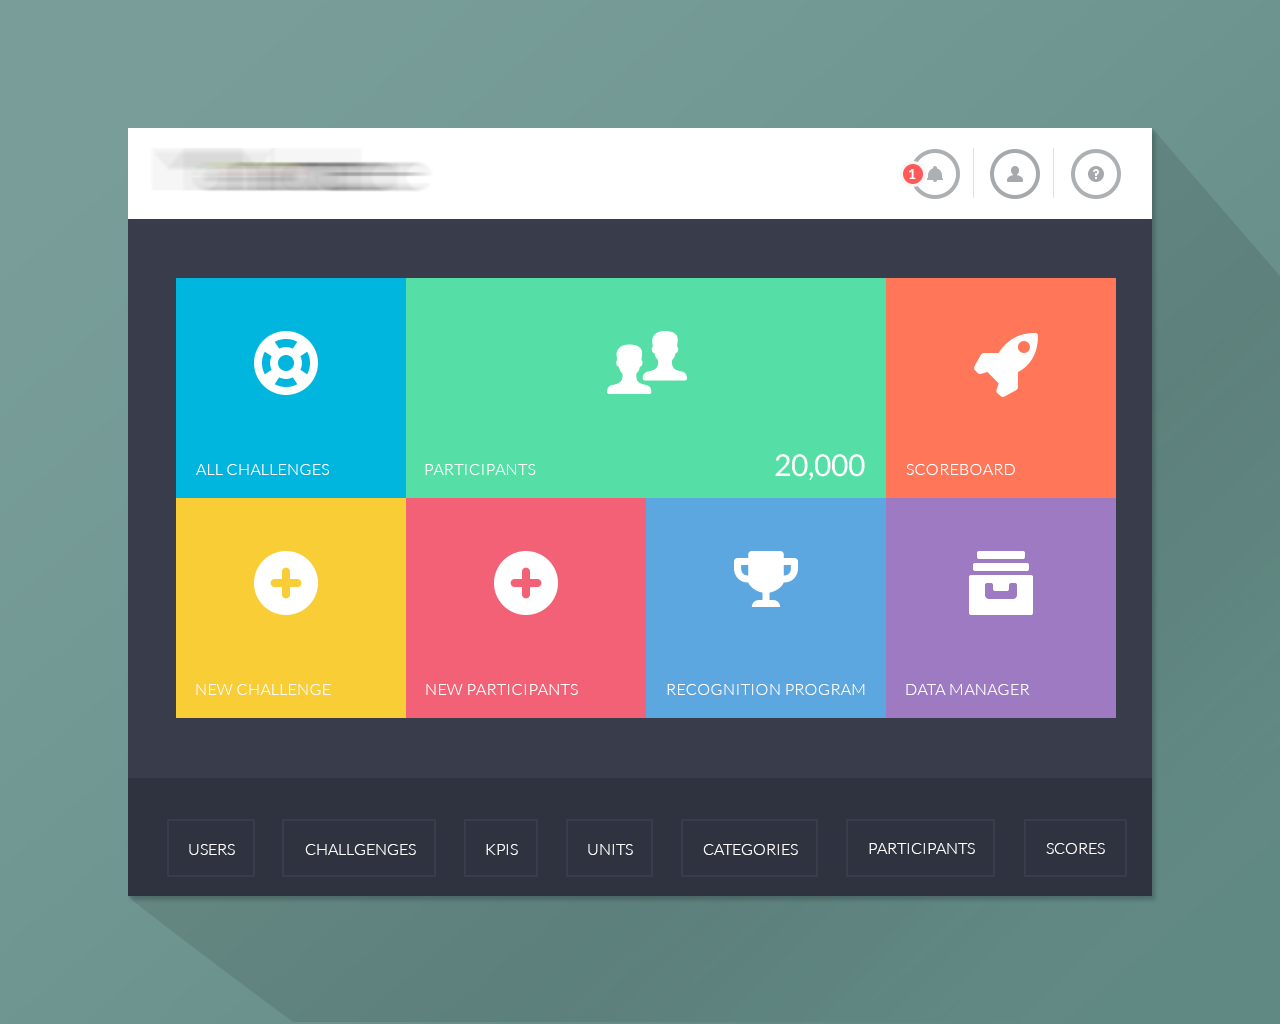 1
?
ALL CHALLENGES
PARTICIPANTS
20,000
SCOREBOARD
NEW CHALLENGE
NEW PARTICIPANTS
RECOGNITION PROGRAM
DATA MANAGER
USERS
CHALLGENGES
KPIS
UNITS
CATEGORIES
PARTICIPANTS
SCORES